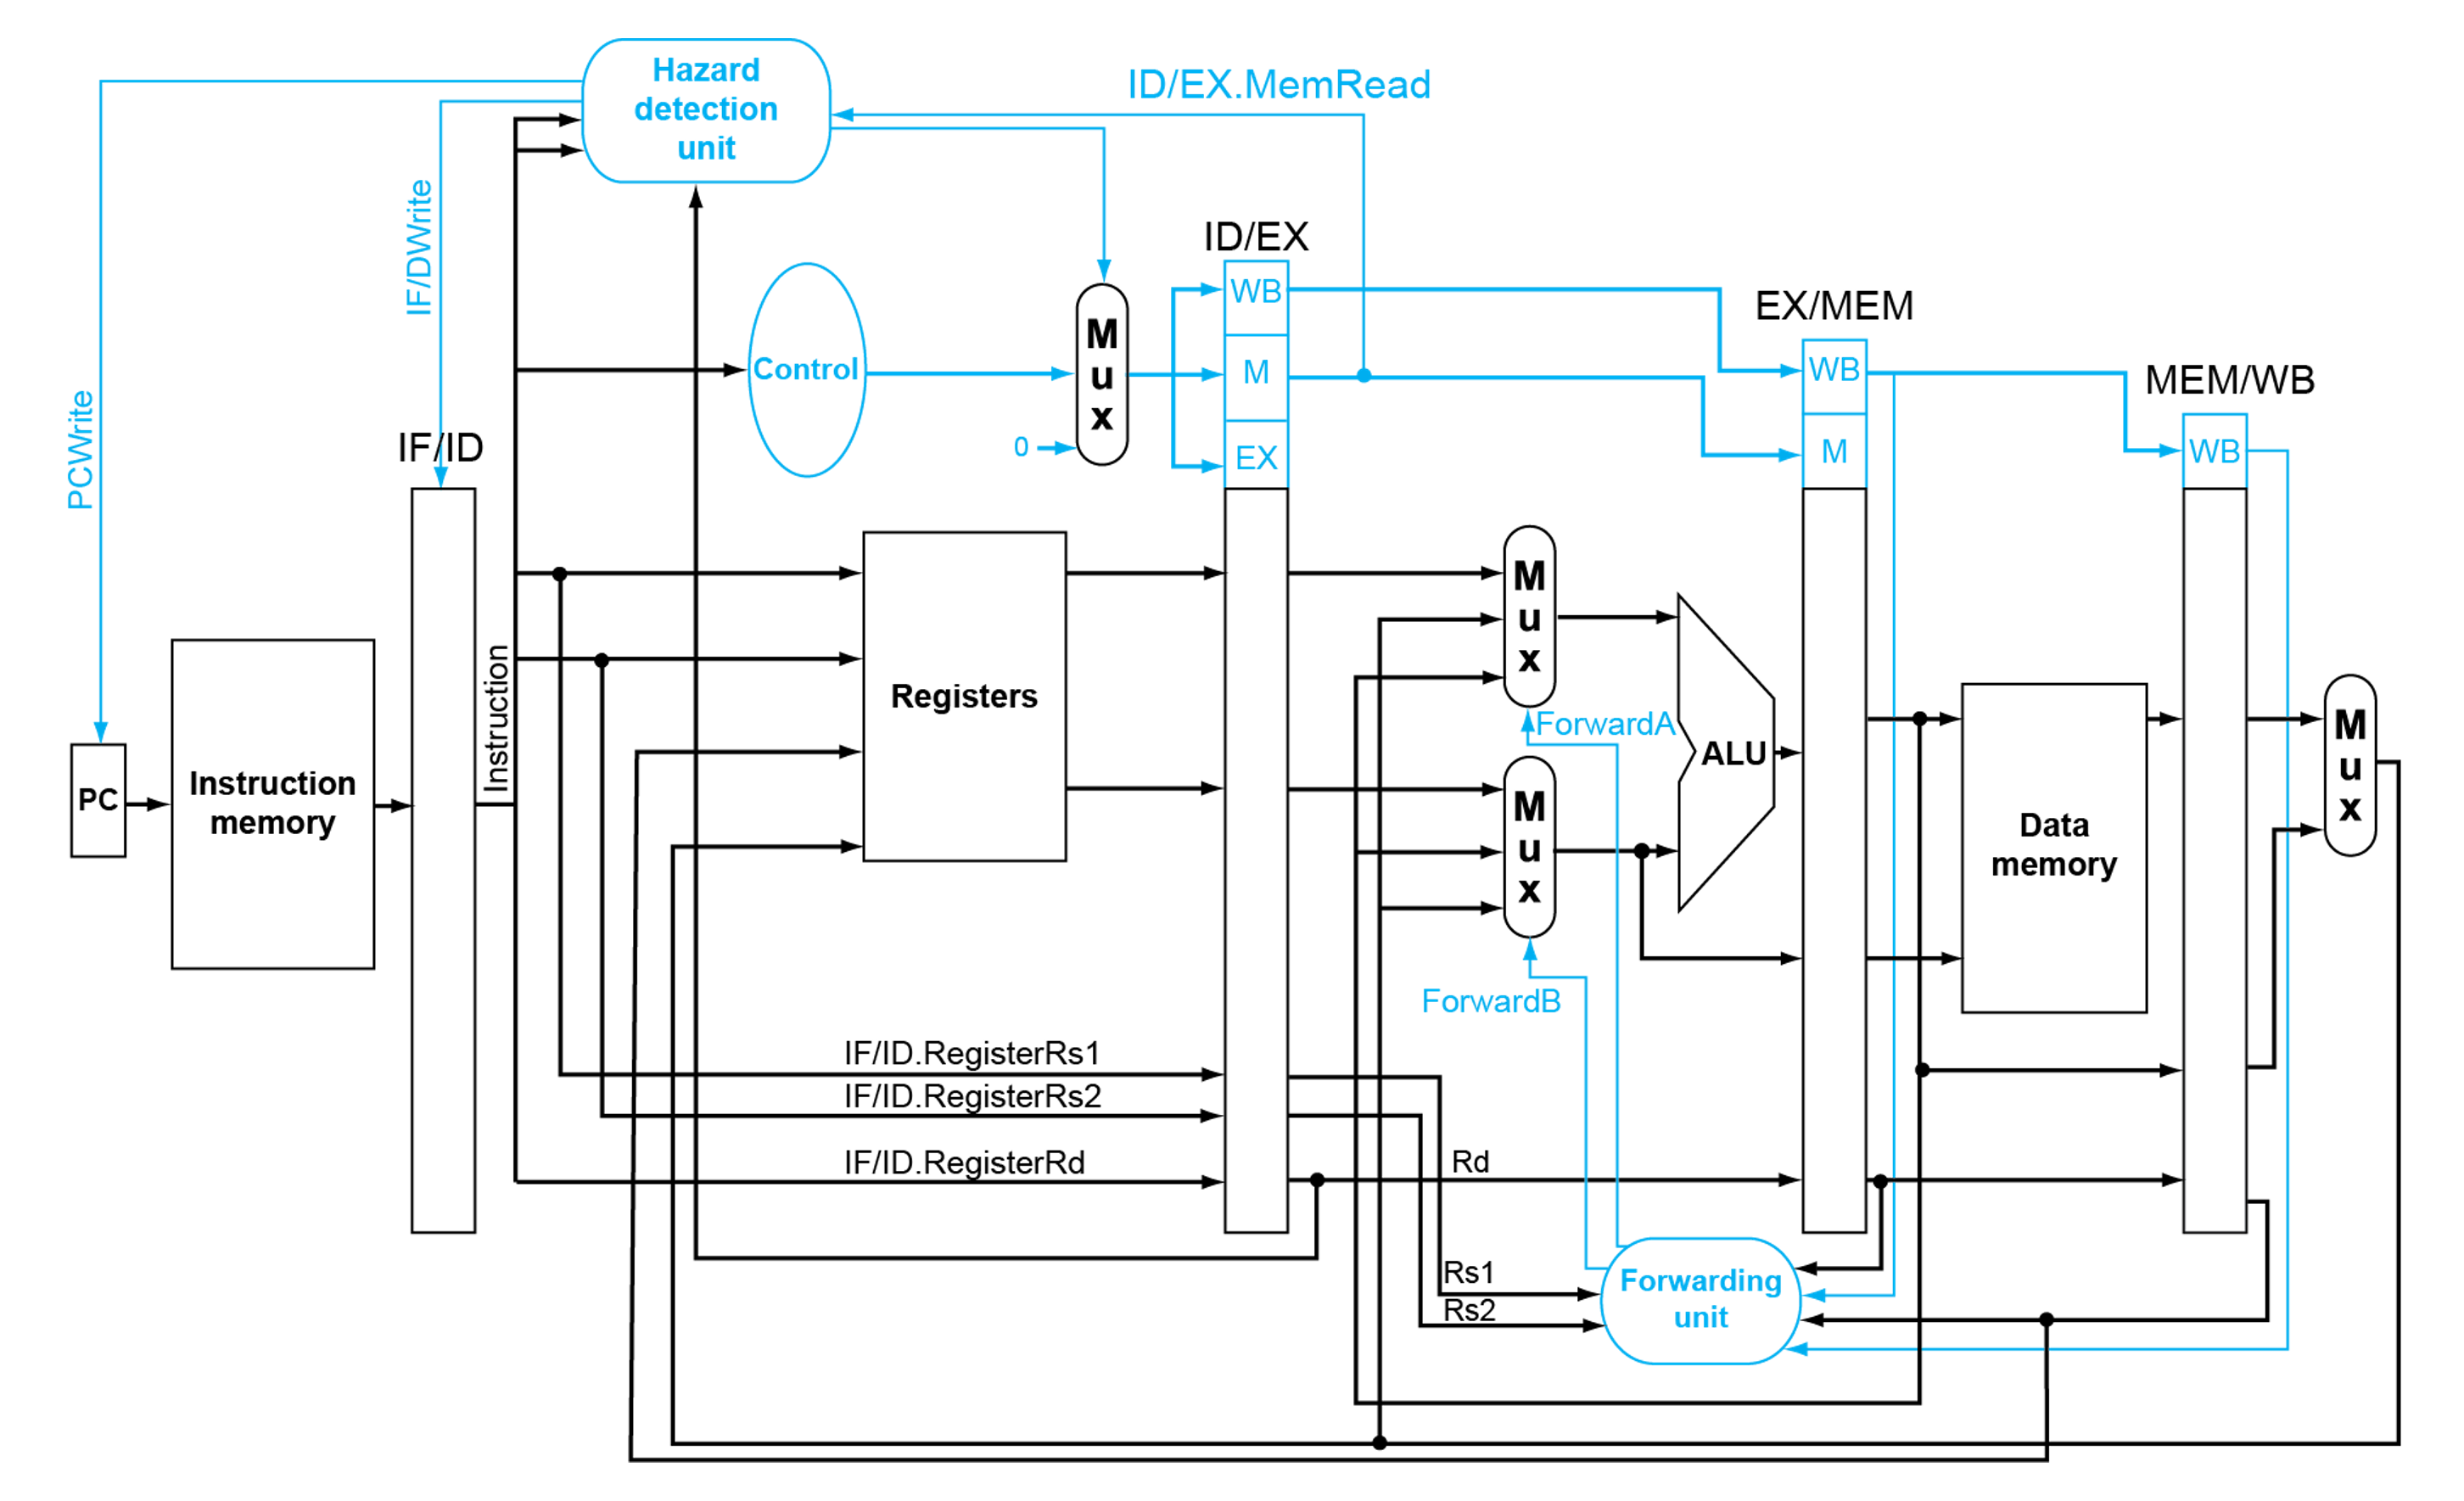 Hazard
detection
unit
ID/EX.MemRead
IF/DWrite
PCWrite
ID/EX
WB
M
EX
Control
0
M
u
x
EX/MEM
WB
M
MEM/WB
WB
IF/ID
Instruction
PC
Instruction
memory
Registers
M
u
x
ForwardA
M
u
x
ForwardB
ALU
Data
memory
M
u
x
IF/ID.RegisterRs1
IF/ID.RegisterRs2
IF/ID.RegisterRd
Rd
Rs1
Rs2
Forwarding
unit